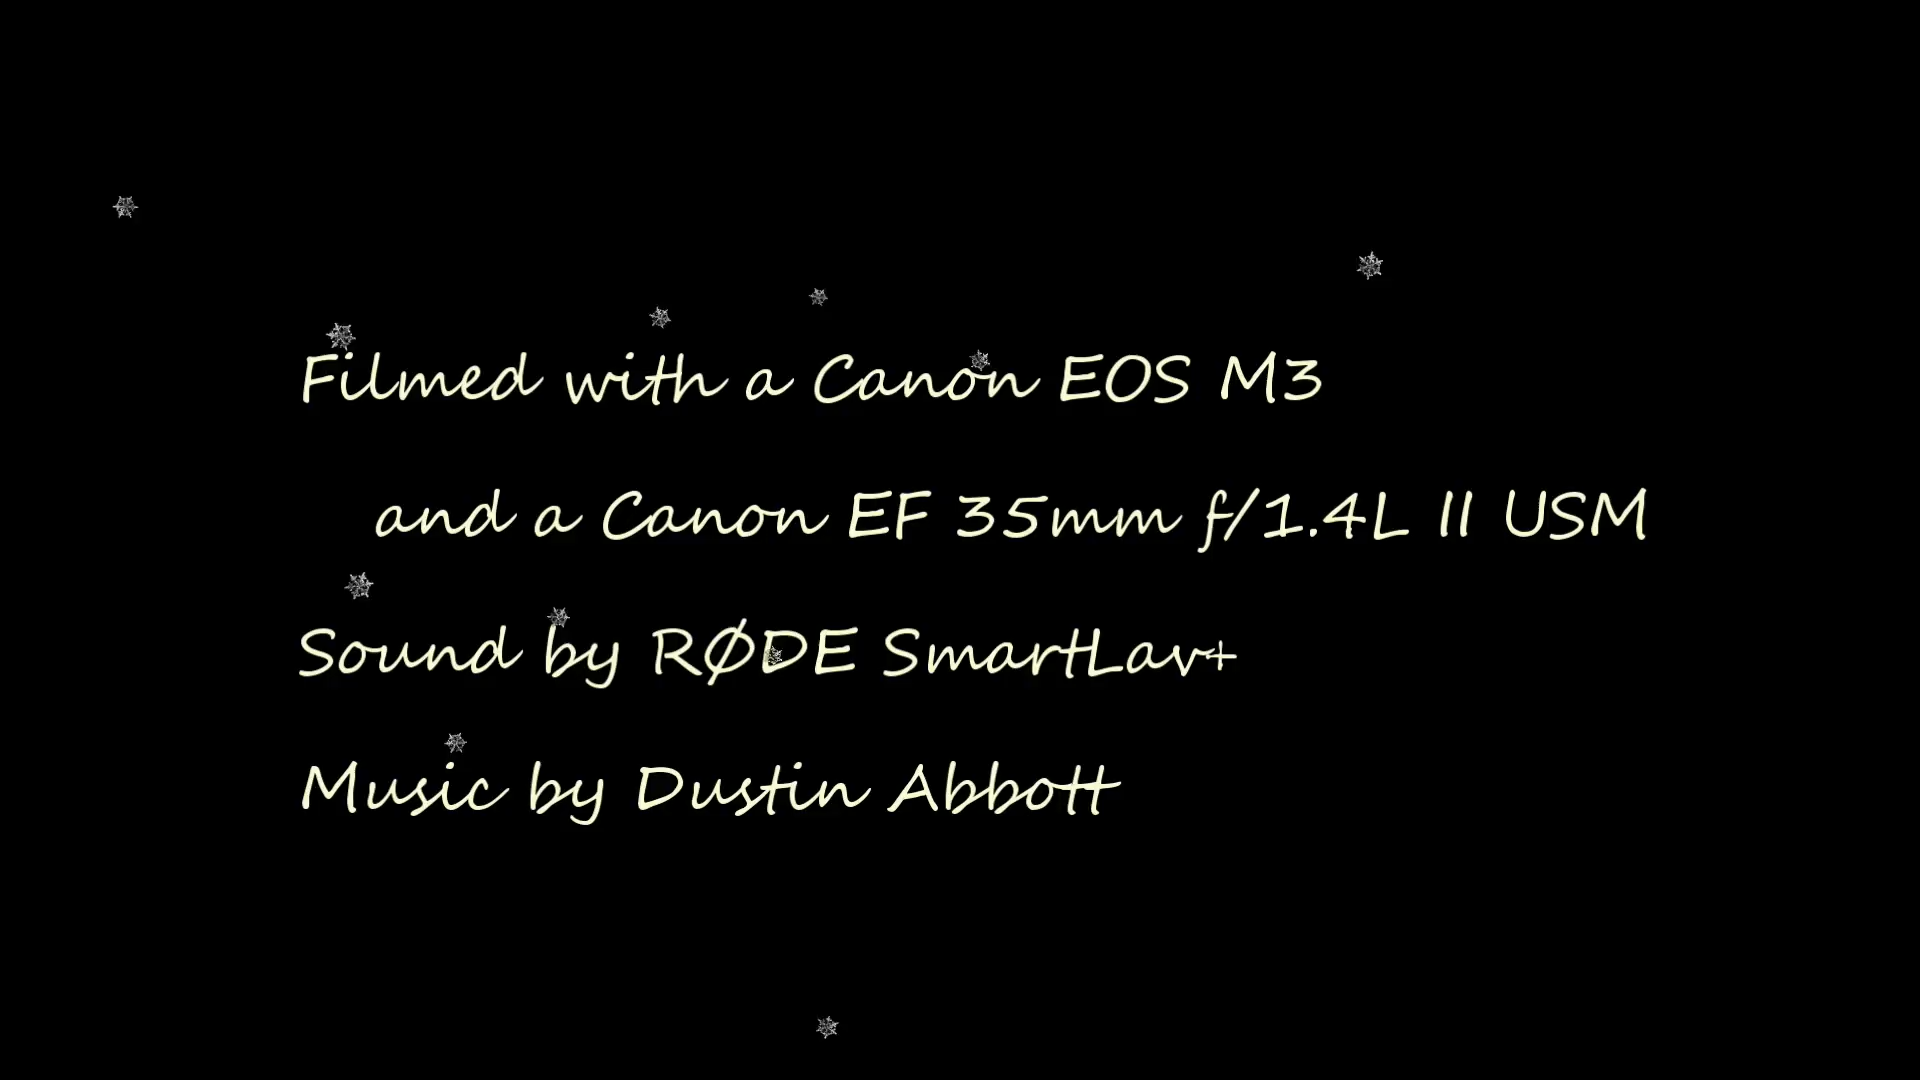 Filmed with a Canon EOS M3
and a Canon EF 35mm f/1.4L II USM
Sound by RØDE SmartLav+
Music by Dustin Abbott